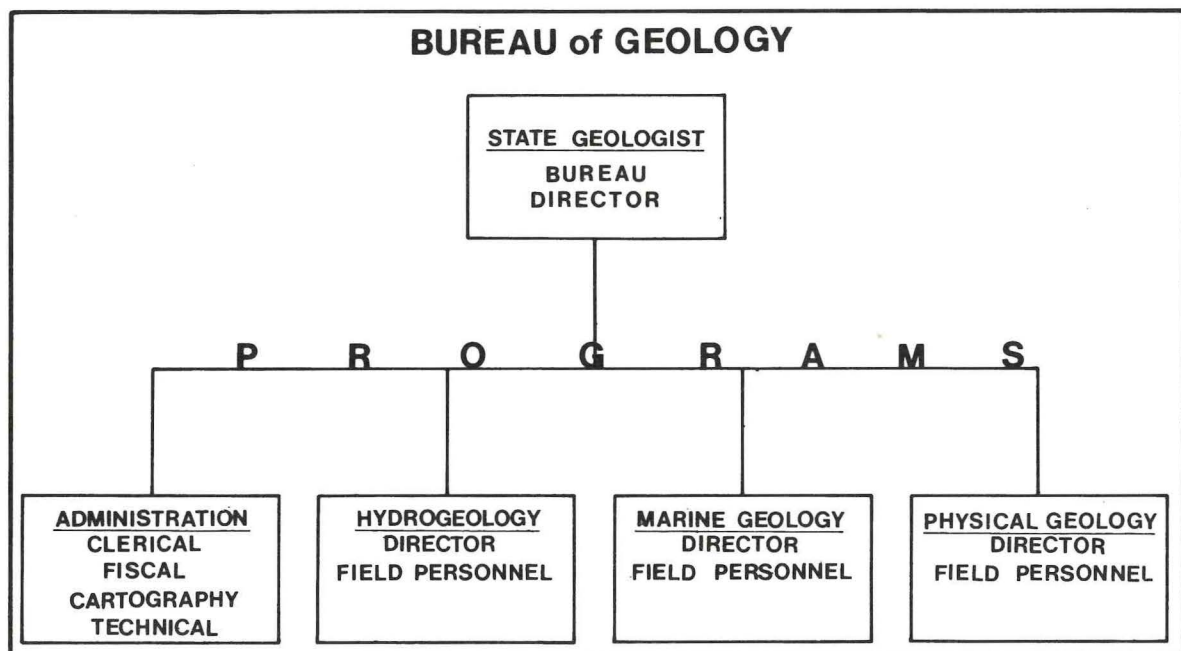 BUREAU of GEOLOGY
STATE GEOLOGIST
BUREAU
DIRECTOR
P R O G R A M S
ADMINISTRATION
CLERICAL
FISCAL
CARTOGRAPHY
TECHNICAL
HYDROGEOLOGY
DIRECTOR
FIELD PERSONNEL
MARINE GEOLOGY
DIRECTOR
FIELD PERSONNEL
PHYSICAL GEOLOGY
DIRECTOR
FIELD PERSONNEL